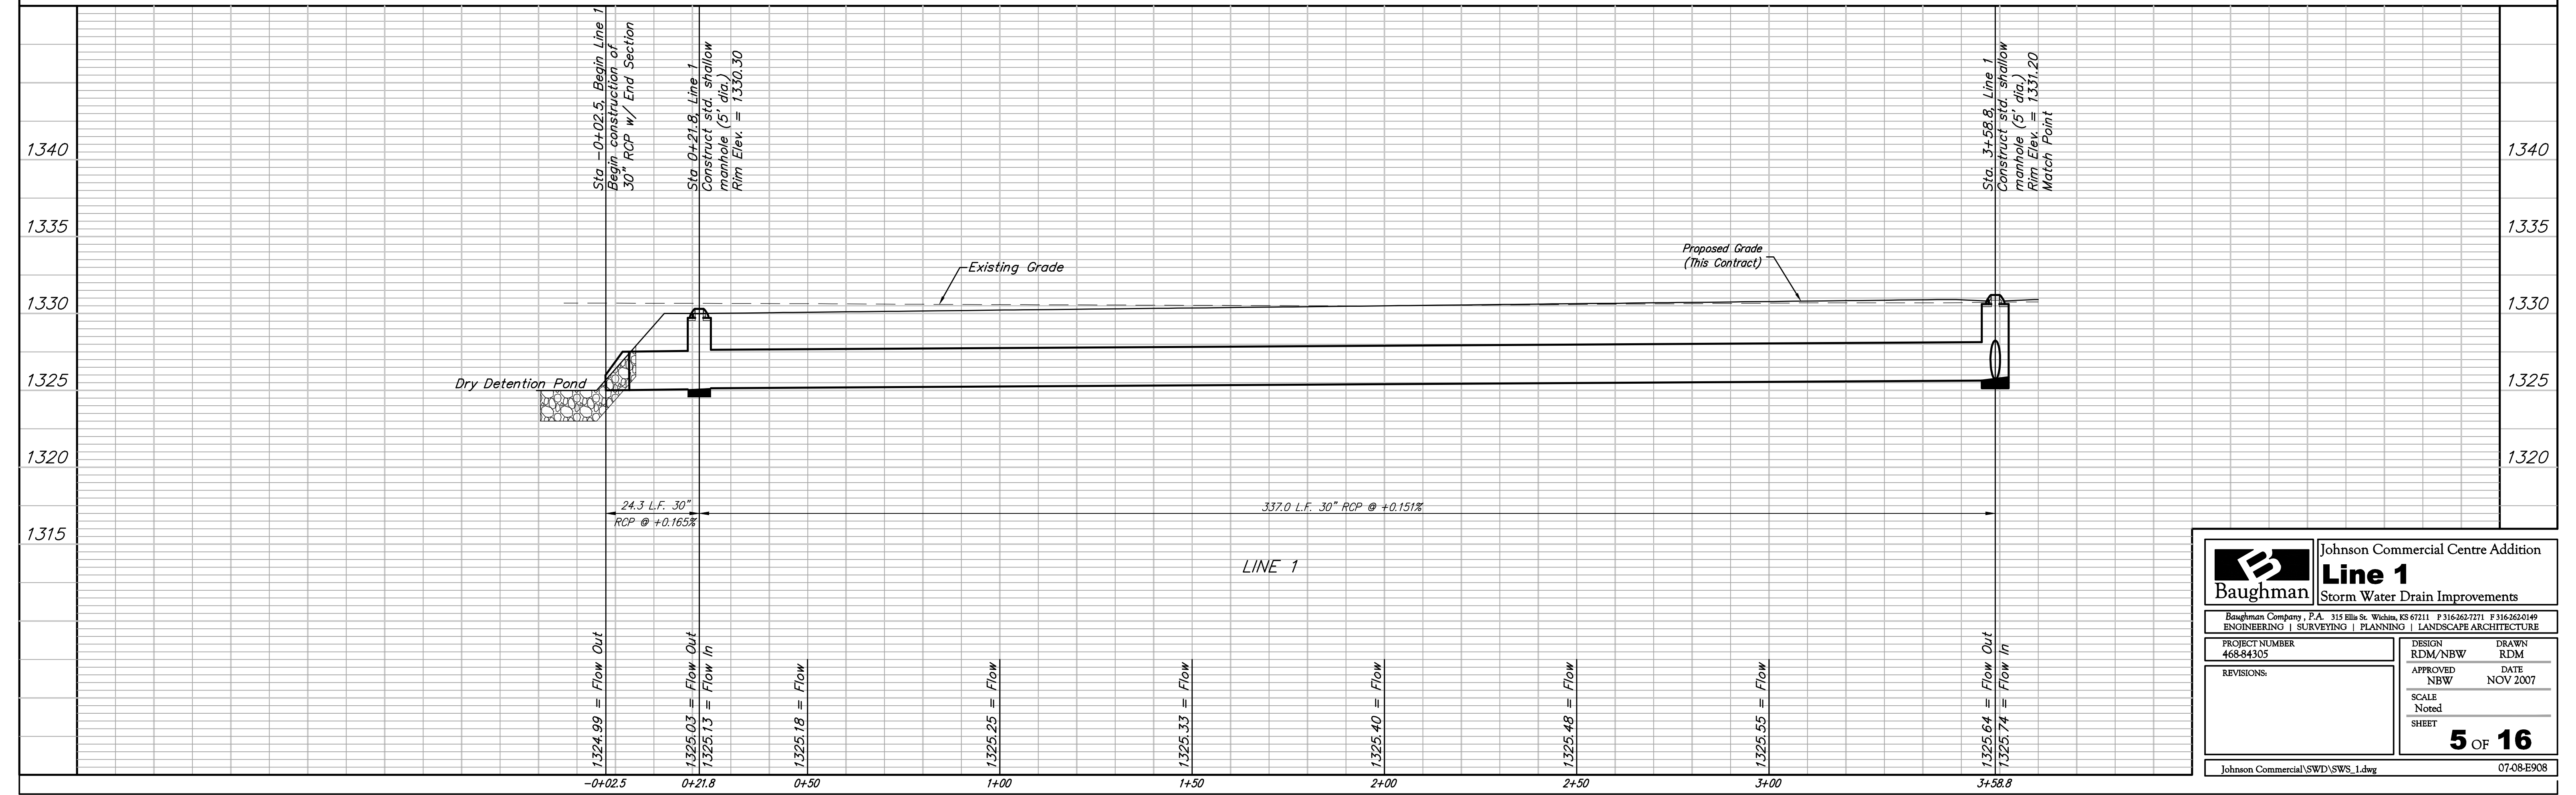 Sta -0+02.5, Begin Line 1
Begin construction of
30" RCP w/ End Section
Sta 0+21.8, Line 1
Construct std. shallow
manhole (5' dia.)
Rim Elev. = 1330.30
Sta. 3+58.8, Line 1
Construct std. shallow
manhole (5' dia.)
Rim Elev. = 1331.20
Match Point
1340
1335
1330
1325
1320
1315
1340
1335
1330
1325
1320
Existing Grade
Proposed Grade
(This Contract)
Dry Detention Pond
24.3 L.F. 30"
RCP @ +0.165%
337.0 L.F. 30" RCP @ +0.151%
LINE 1
1324.99 = Flow Out
1325.03 = Flow Out
1325.13 = Flow In
1325.18 = Flow
1325.25 = Flow
1325.33 = Flow
1325.40 = Flow
1325.48 = Flow
1325.55 = Flow
1325.64 = Flow Out
1325.74 = Flow In
-0+02.5
0+21.8
0+50
1+00
1+50
2+00
2+50
3+00
3+58.8
B
Baughman
Johnson Commercial Centre Addition
Line 1
Storm Water Drain Improvements
Baughman Company, P.A. 315 Ellis St. Wichita, KS 67211 P 316-262-7271 F 316-262-0149
ENGINEERING | SURVEYING | PLANNING | LANDSCAPE ARCHITECTURE
PROJECT NUMBER
468-84305
REVISIONS:
DESIGN
RDM/NBW
DRAWN
RDM
APPROVED
NBW
DATE
NOV 2007
SCALE
Noted
SHEET
5 OF 16
Johnson Commercial\SWD\SWS_1.dwg
07-08-E908